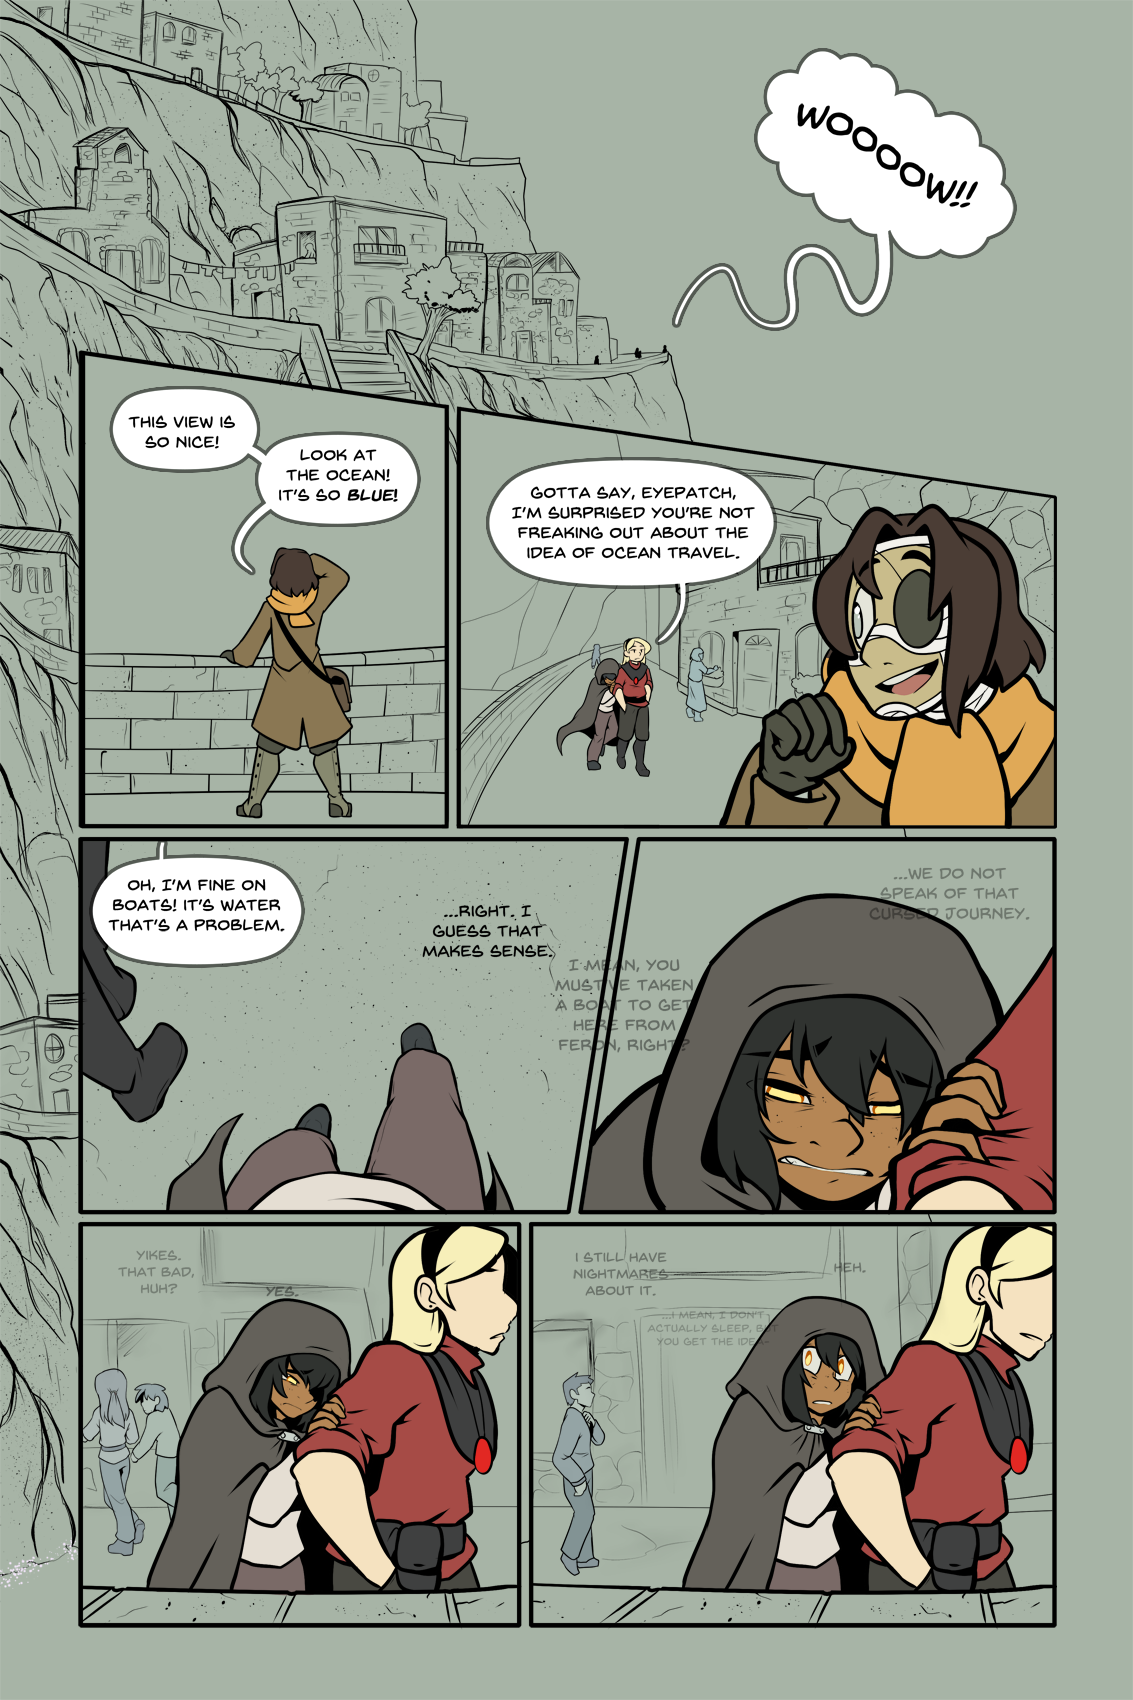 WOOOOW!!
THIS VIEW IS
SO NICE!
LOOK AT
THE OCEAN!
IT'S SO BLUE!
GOTTA SAY, EYEPATCH,
I'M SURPRISED YOU'RE NOT
FREAKING OUT ABOUT THE
IDEA OF OCEAN TRAVEL.
OH, I'M FINE ON
BOATS! IT'S WATER
THAT'S A PROBLEM.
...RIGHT. I
GUESS THAT
MAKES SENSE.
I MEAN, YOU
MUST'VE TAKEN
A BOAT TO GET
HERE FROM
FERON, RIGHT?
...WE DO NOT
SPEAK OF THAT
CURSED JOURNEY.
YIKES.
THAT BAD,
HUH?
YES.
I STILL HAVE
NIGHTMARES
ABOUT IT.
...I MEAN, I DON'T
ACTUALLY SLEEP, BUT
YOU GET THE IDEA.
HEH.